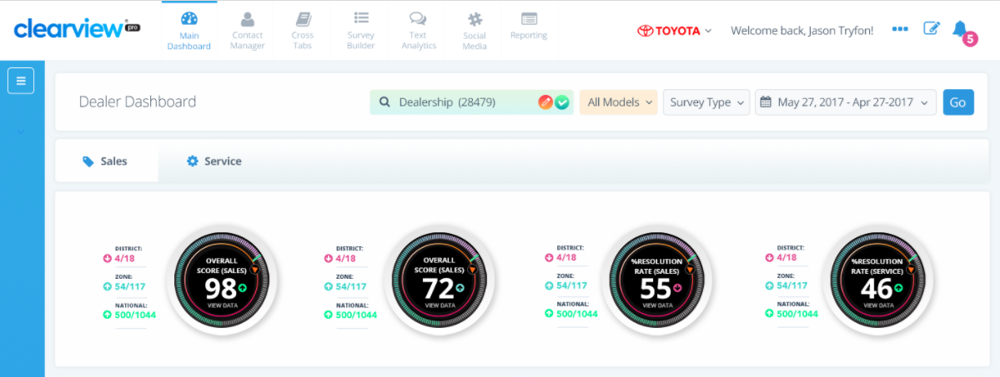 clearview pro
Main
Dashboard
Contact
Manager
Cross
Tabs
Survey
Builder
Text
Analytics
Social
Media
Reporting
TOYOTA
Welcome back, Jason Tryfon!
5
Dealer Dashboard
Dealership (28479)
All Models
Survey Type
May 27, 2017 - Apr 27-2017
Go
Sales
Service
DISTRICT:
4/18
ZONE:
54/117
NATIONAL:
500/1044
OVERALL
SCORE (SALES)
98
VIEW DATA
DISTRICT:
4/18
ZONE:
54/117
NATIONAL:
500/1044
OVERALL
SCORE (SALES)
72
VIEW DATA
DISTRICT:
4/18
ZONE:
54/117
NATIONAL:
500/1044
%RESOLUTION
RATE (SALES)
55
VIEW DATA
DISTRICT:
4/18
ZONE:
54/117
NATIONAL:
500/1044
%RESOLUTION
RATE (SERVICE)
46
VIEW DATA